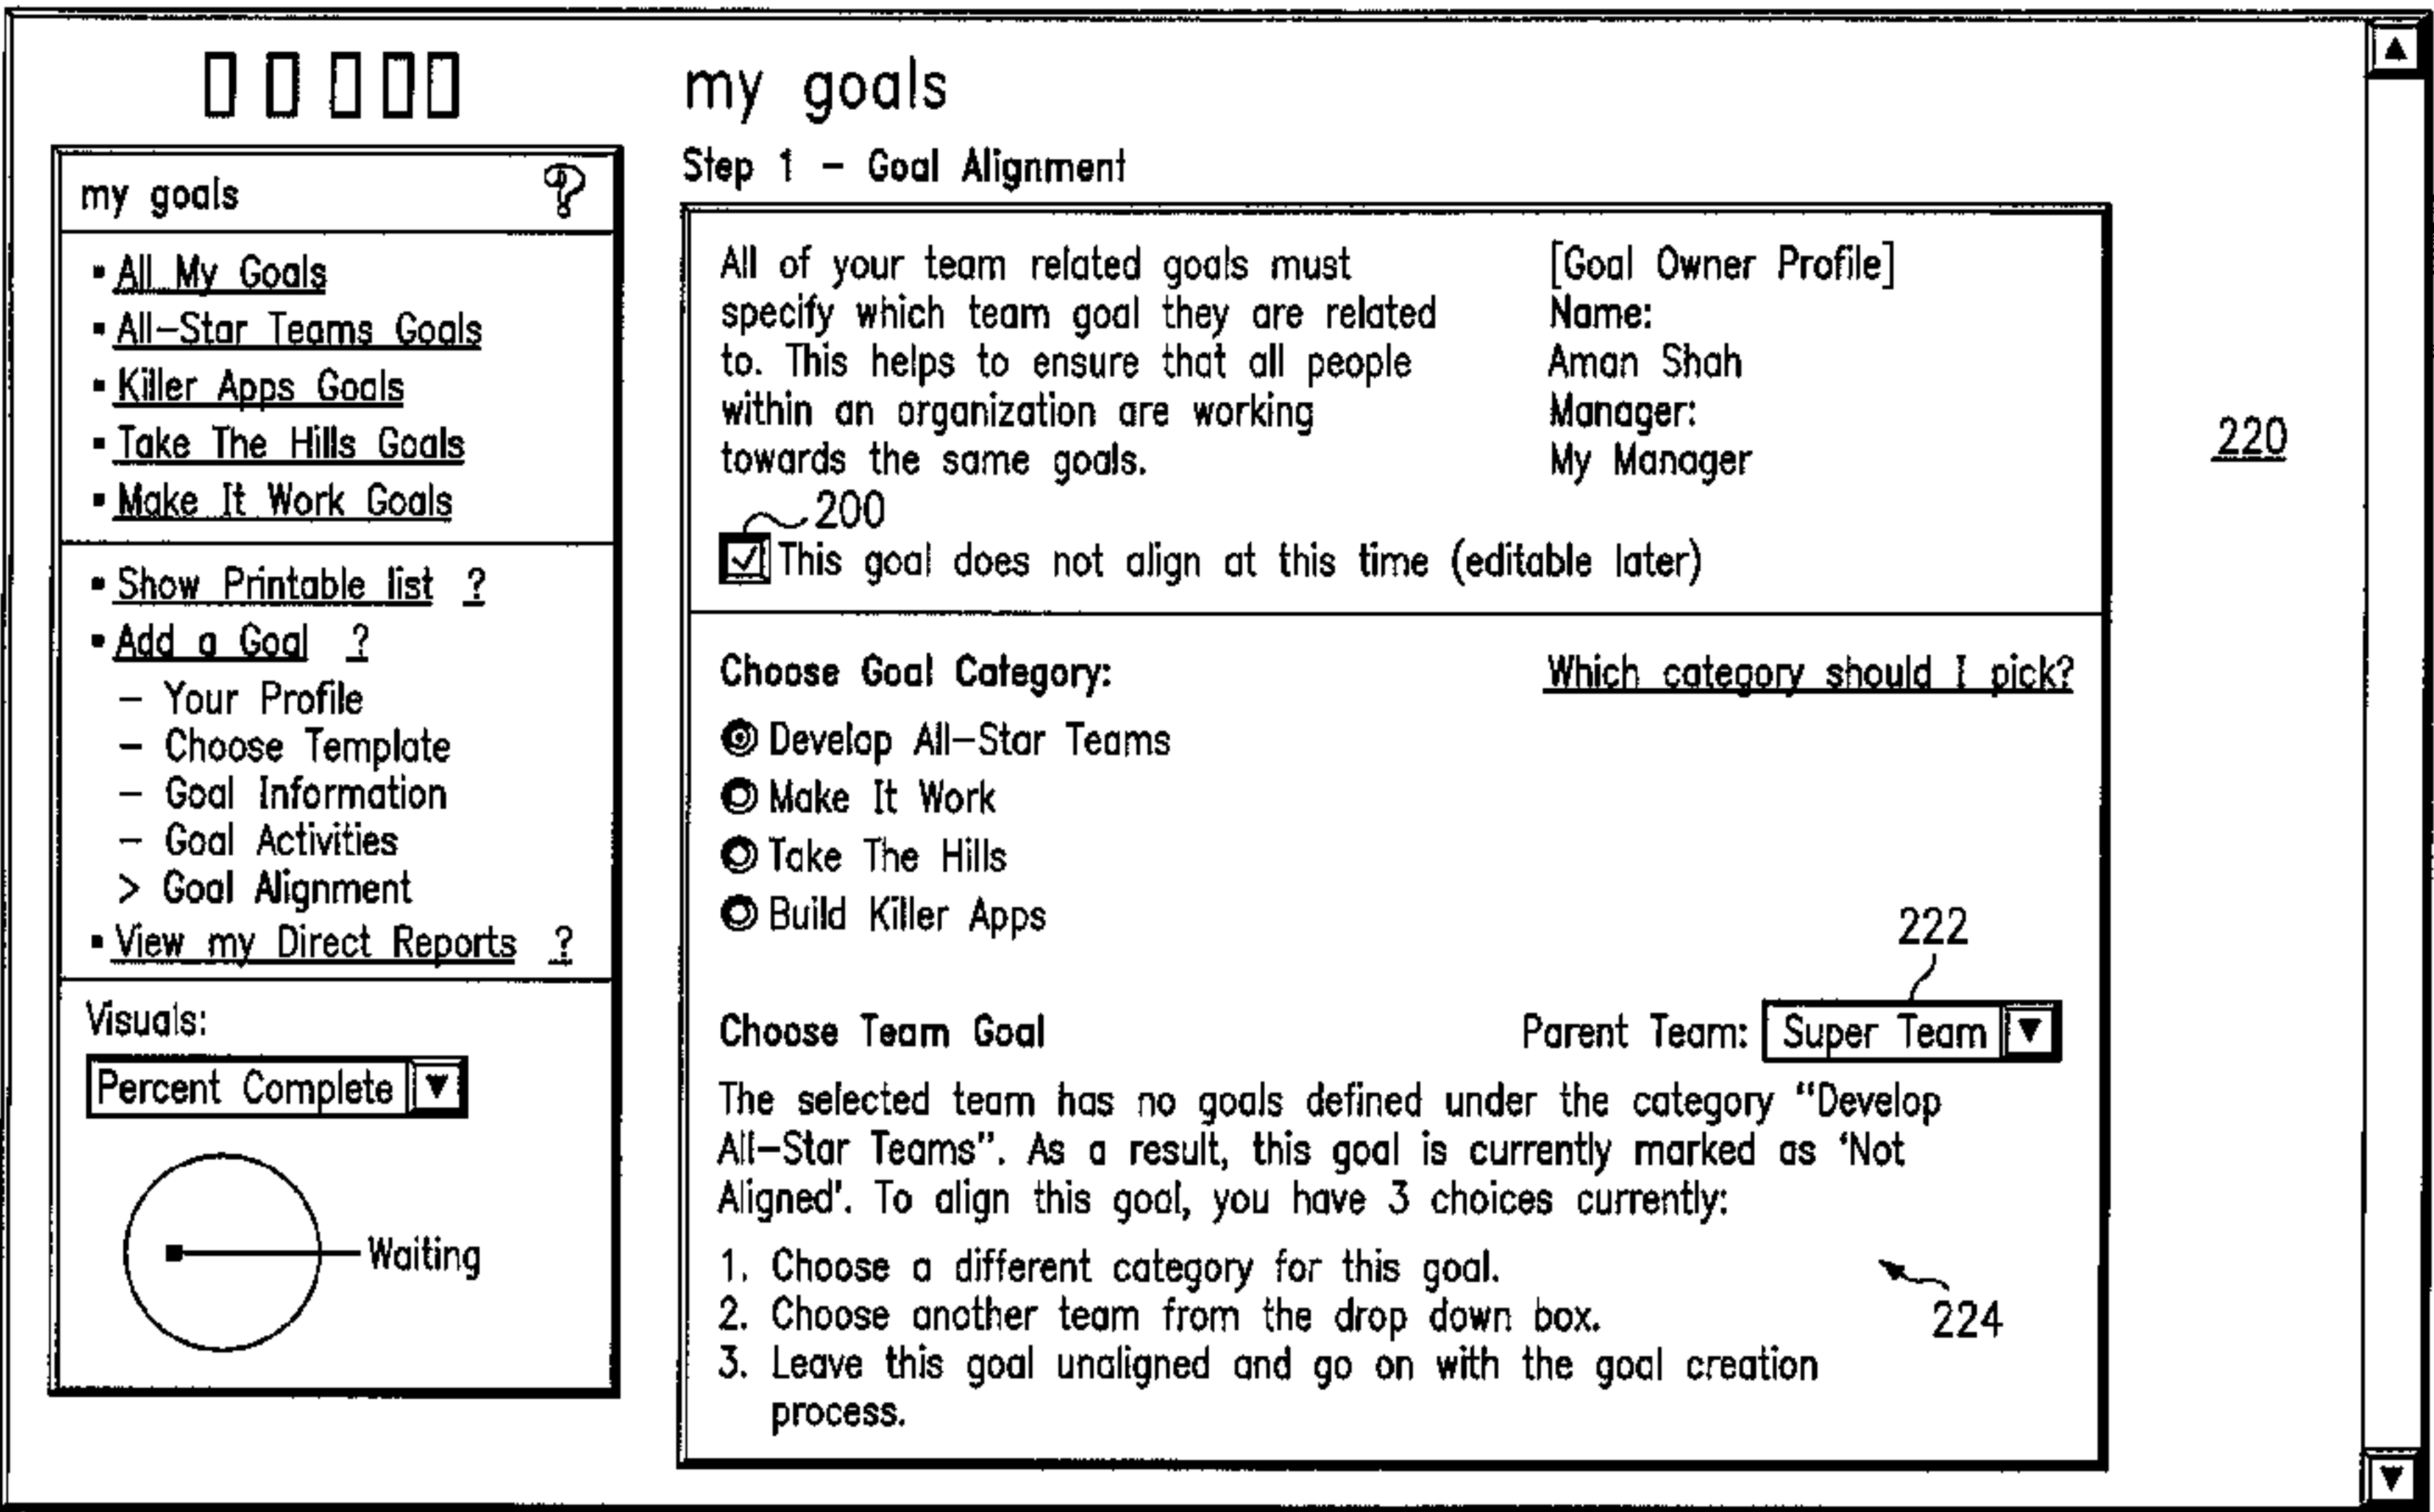 my goals
?
▪ All My Goals
▪ All-Star Teams Goals
▪ Killer Apps Goals
▪ Take The Hills Goals
▪ Make It Work Goals
▪ Show Printable list ?
▪ Add a Goal ?
– Your Profile
– Choose Template
– Goal Information
– Goal Activities
> Goal Alignment
▪ View my Direct Reports ?
Visuals:
Percent Complete
Waiting
my goals
Step 1 – Goal Alignment
All of your team related goals must
specify which team goal they are related
to. This helps to ensure that all people
within an organization are working
towards the same goals.
[Goal Owner Profile]
Name:
Aman Shah
Manager:
My Manager
200
This goal does not align at this time (editable later)
Choose Goal Category:
Which category should I pick?
Develop All-Star Teams
Make It Work
Take The Hills
Build Killer Apps
222
Choose Team Goal
Parent Team: Super Team
The selected team has no goals defined under the category "Develop
All-Star Teams". As a result, this goal is currently marked as 'Not
Aligned'. To align this goal, you have 3 choices currently:
1. Choose a different category for this goal.
2. Choose another team from the drop down box.
3. Leave this goal unaligned and go on with the goal creation
process.
224
220